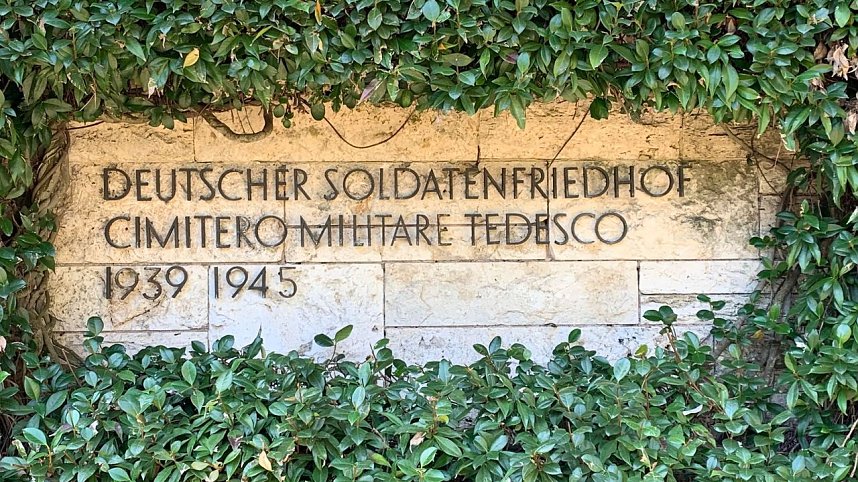 DEUTSCHER SOLDATENFRIEDHOF
CIMITERO MILITARE TEDESCO
1939 1945